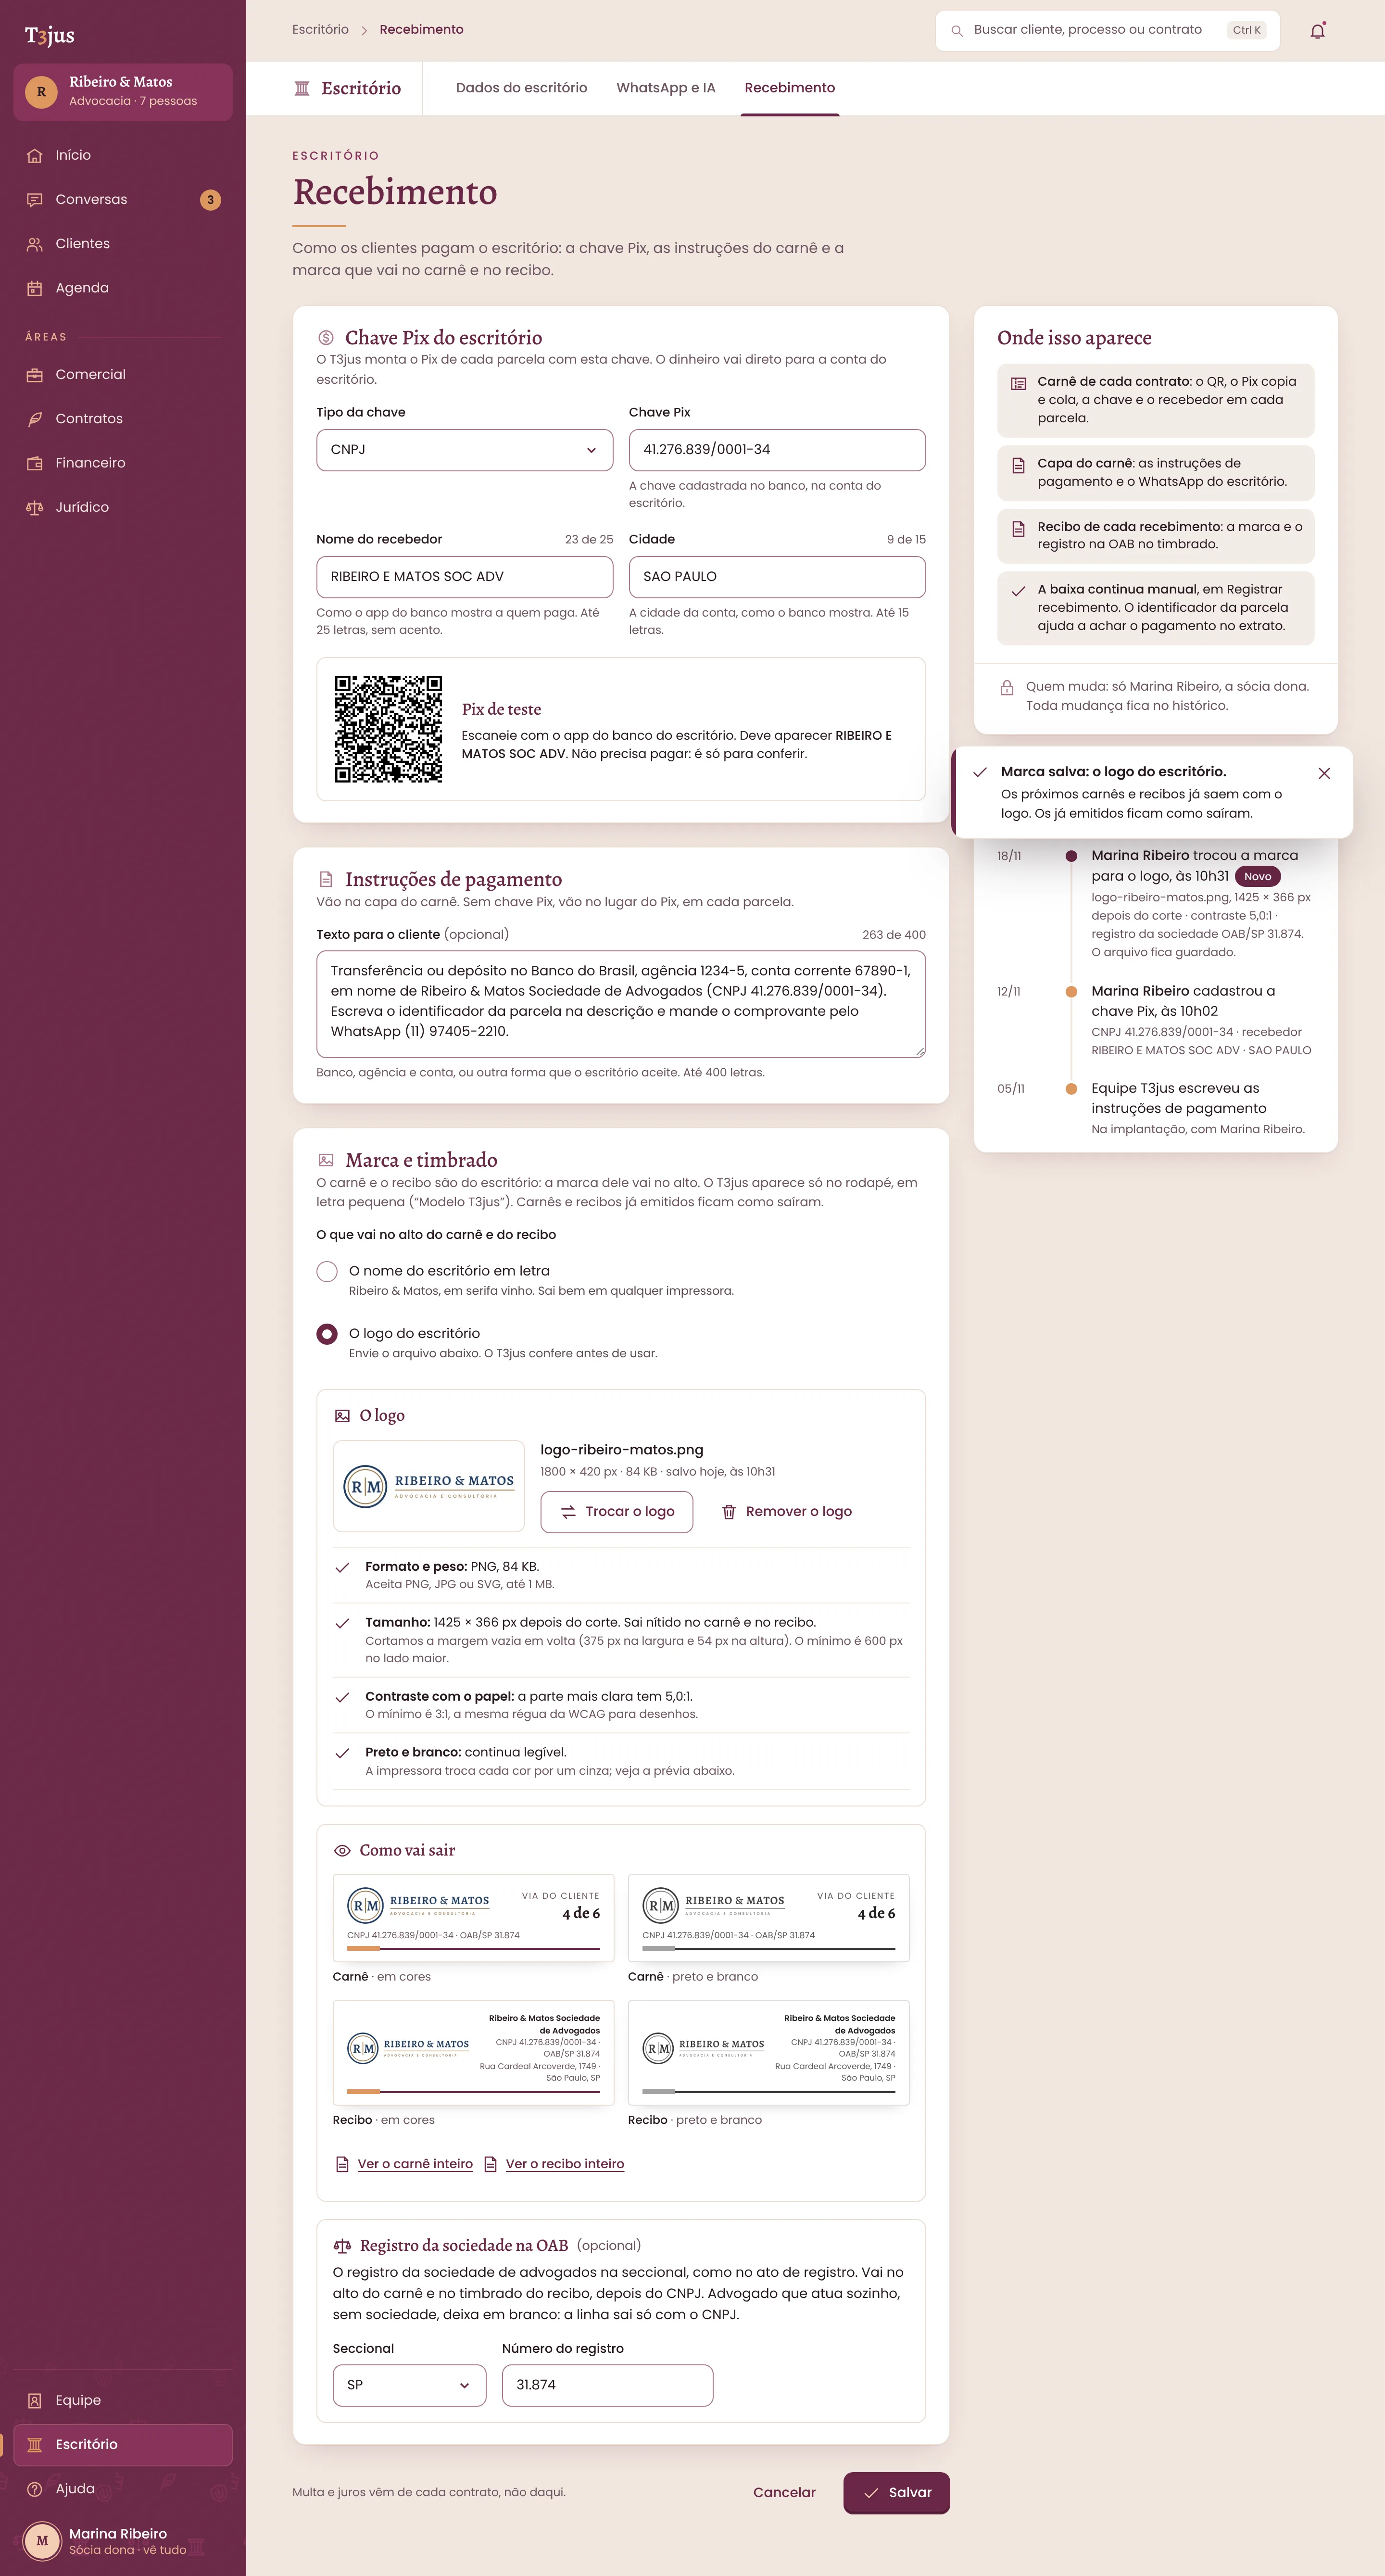 T3jus
R
Ribeiro & Matos
Advocacia · 7 pessoas
Início
Conversas
3
Clientes
Agenda
ÁREAS
Comercial
Contratos
Financeiro
Jurídico
Equipe
Escritório
Ajuda
M
Marina Ribeiro
Sócia dona · vê tudo
Escritório
Recebimento
Buscar cliente, processo ou contrato
Ctrl K
Escritório
Dados do escritório
WhatsApp e IA
Recebimento
ESCRITÓRIO
Recebimento
Como os clientes pagam o escritório: a chave Pix, as instruções do carnê e a
marca que vai no carnê e no recibo.
Chave Pix do escritório
O T3jus monta o Pix de cada parcela com esta chave. O dinheiro vai direto para a conta do
escritório.
Tipo da chave
CNPJ
Chave Pix
41.276.839/0001-34
A chave cadastrada no banco, na conta do
escritório.
Nome do recebedor
23 de 25
RIBEIRO E MATOS SOC ADV
Como o app do banco mostra a quem paga. Até
25 letras, sem acento.
Cidade
9 de 15
SAO PAULO
A cidade da conta, como o banco mostra. Até 15
letras.
Pix de teste
Escaneie com o app do banco do escritório. Deve aparecer RIBEIRO E
MATOS SOC ADV. Não precisa pagar: é só para conferir.
Instruções de pagamento
Vão na capa do carnê. Sem chave Pix, vão no lugar do Pix, em cada parcela.
Texto para o cliente (opcional)
263 de 400
Transferência ou depósito no Banco do Brasil, agência 1234-5, conta corrente 67890-1,
em nome de Ribeiro & Matos Sociedade de Advogados (CNPJ 41.276.839/0001-34).
Escreva o identificador da parcela na descrição e mande o comprovante pelo
WhatsApp (11) 97405-2210.
Banco, agência e conta, ou outra forma que o escritório aceite. Até 400 letras.
Marca e timbrado
O carnê e o recibo são do escritório: a marca dele vai no alto. O T3jus aparece só no rodapé, em
letra pequena (“Modelo T3jus”). Carnês e recibos já emitidos ficam como saíram.
O que vai no alto do carnê e do recibo
O nome do escritório em letra
Ribeiro & Matos, em serifa vinho. Sai bem em qualquer impressora.
O logo do escritório
Envie o arquivo abaixo. O T3jus confere antes de usar.
O logo
R|M
RIBEIRO & MATOS
ADVOCACIA E CONSULTORIA
logo-ribeiro-matos.png
1800 × 420 px · 84 KB · salvo hoje, às 10h31
Trocar o logo
Remover o logo
Formato e peso: PNG, 84 KB.
Aceita PNG, JPG ou SVG, até 1 MB.
Tamanho: 1425 × 366 px depois do corte. Sai nítido no carnê e no recibo.
Cortamos a margem vazia em volta (375 px na largura e 54 px na altura). O mínimo é 600 px
no lado maior.
Contraste com o papel: a parte mais clara tem 5,0:1.
O mínimo é 3:1, a mesma régua da WCAG para desenhos.
Preto e branco: continua legível.
A impressora troca cada cor por um cinza; veja a prévia abaixo.
Como vai sair
R|M
RIBEIRO & MATOS
ADVOCACIA E CONSULTORIA
VIA DO CLIENTE
4 de 6
CNPJ 41.276.839/0001-34 · OAB/SP 31.874
Carnê · em cores
R|M
RIBEIRO & MATOS
ADVOCACIA E CONSULTORIA
VIA DO CLIENTE
4 de 6
CNPJ 41.276.839/0001-34 · OAB/SP 31.874
Carnê · preto e branco
R|M
RIBEIRO & MATOS
ADVOCACIA E CONSULTORIA
Ribeiro & Matos Sociedade
de Advogados
CNPJ 41.276.839/0001-34 ·
OAB/SP 31.874
Rua Cardeal Arcoverde, 1749 ·
São Paulo, SP
Recibo · em cores
R|M
RIBEIRO & MATOS
ADVOCACIA E CONSULTORIA
Ribeiro & Matos Sociedade
de Advogados
CNPJ 41.276.839/0001-34 ·
OAB/SP 31.874
Rua Cardeal Arcoverde, 1749 ·
São Paulo, SP
Recibo · preto e branco
Ver o carnê inteiro
Ver o recibo inteiro
Registro da sociedade na OAB (opcional)
O registro da sociedade de advogados na seccional, como no ato de registro. Vai no
alto do carnê e no timbrado do recibo, depois do CNPJ. Advogado que atua sozinho,
sem sociedade, deixa em branco: a linha sai só com o CNPJ.
Seccional
SP
Número do registro
31.874
Multa e juros vêm de cada contrato, não daqui.
Cancelar
Salvar
Onde isso aparece
Carnê de cada contrato: o QR, o Pix copia
e cola, a chave e o recebedor em cada
parcela.
Capa do carnê: as instruções de
pagamento e o WhatsApp do escritório.
Recibo de cada recebimento: a marca e o
registro na OAB no timbrado.
A baixa continua manual, em Registrar
recebimento. O identificador da parcela
ajuda a achar o pagamento no extrato.
Quem muda: só Marina Ribeiro, a sócia dona.
Toda mudança fica no histórico.
Marca salva: o logo do escritório.
Os próximos carnês e recibos já saem com o
logo. Os já emitidos ficam como saíram.
18/11
Marina Ribeiro trocou a marca
para o logo, às 10h31
Novo
logo-ribeiro-matos.png, 1425 × 366 px
depois do corte · contraste 5,0:1 ·
registro da sociedade OAB/SP 31.874.
O arquivo fica guardado.
12/11
Marina Ribeiro cadastrou a
chave Pix, às 10h02
CNPJ 41.276.839/0001-34 · recebedor
RIBEIRO E MATOS SOC ADV · SAO PAULO
05/11
Equipe T3jus escreveu as
instruções de pagamento
Na implantação, com Marina Ribeiro.